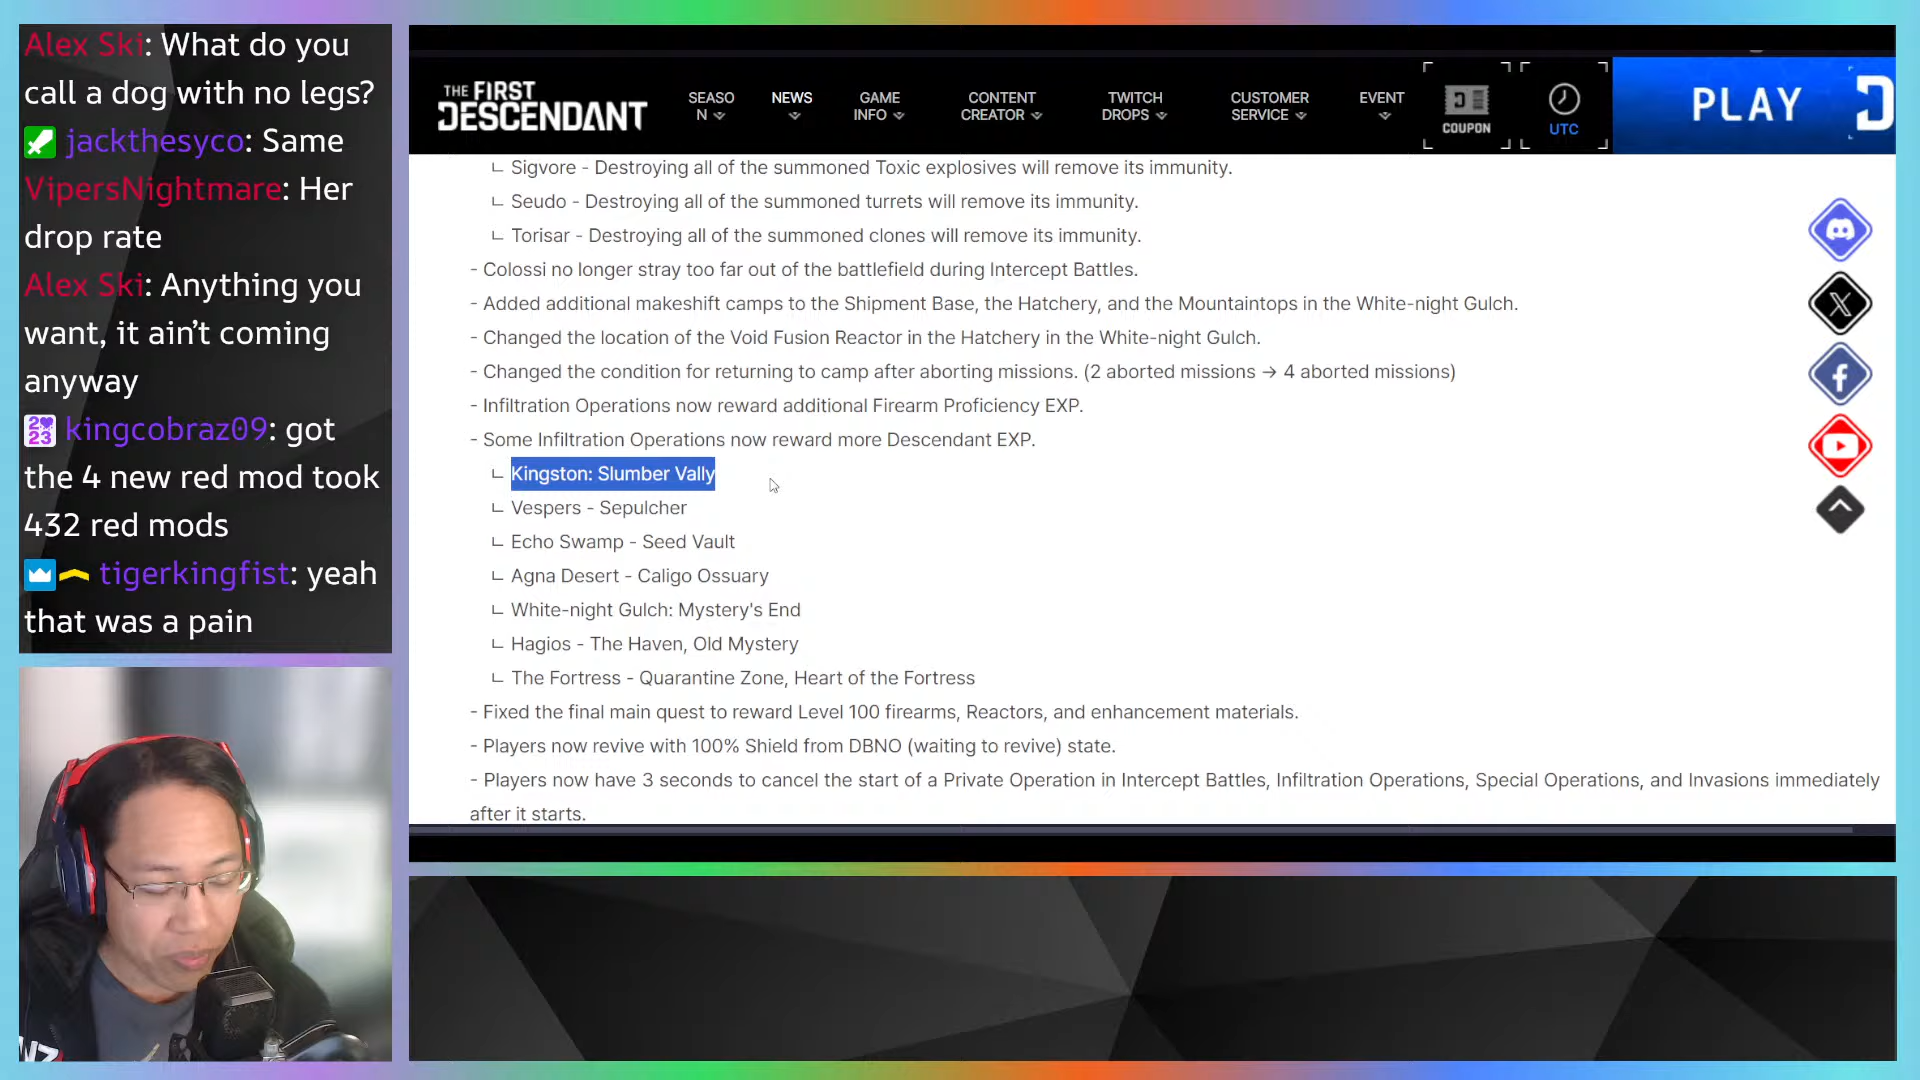 Alex Ski: What do you
call a dog with no legs?
jackthesyco: Same
VipersNightmare: Her
drop rate
Alex Ski: Anything you
want, it ain't coming
anyway
2023 kingcobraz09: got
the 4 new red mod took
432 red mods
tigerkingfist: yeah
that was a pain
THE FIRST
DESCENDANT
SEASO
N
NEWS
GAME
INFO
CONTENT
CREATOR
TWITCH
DROPS
CUSTOMER
SERVICE
EVENT
COUPON
UTC
PLAY
ㄴ Sigvore - Destroying all of the summoned Toxic explosives will remove its immunity.
ㄴ Seudo - Destroying all of the summoned turrets will remove its immunity.
ㄴ Torisar - Destroying all of the summoned clones will remove its immunity.
- Colossi no longer stray too far out of the battlefield during Intercept Battles.
- Added additional makeshift camps to the Shipment Base, the Hatchery, and the Mountaintops in the White-night Gulch.
- Changed the location of the Void Fusion Reactor in the Hatchery in the White-night Gulch.
- Changed the condition for returning to camp after aborting missions. (2 aborted missions → 4 aborted missions)
- Infiltration Operations now reward additional Firearm Proficiency EXP.
- Some Infiltration Operations now reward more Descendant EXP.
ㄴ Kingston: Slumber Vally
ㄴ Vespers - Sepulcher
ㄴ Echo Swamp - Seed Vault
ㄴ Agna Desert - Caligo Ossuary
ㄴ White-night Gulch: Mystery's End
ㄴ Hagios - The Haven, Old Mystery
ㄴ The Fortress - Quarantine Zone, Heart of the Fortress
- Fixed the final main quest to reward Level 100 firearms, Reactors, and enhancement materials.
- Players now revive with 100% Shield from DBNO (waiting to revive) state.
- Players now have 3 seconds to cancel the start of a Private Operation in Intercept Battles, Infiltration Operations, Special Operations, and Invasions immediately
after it starts.